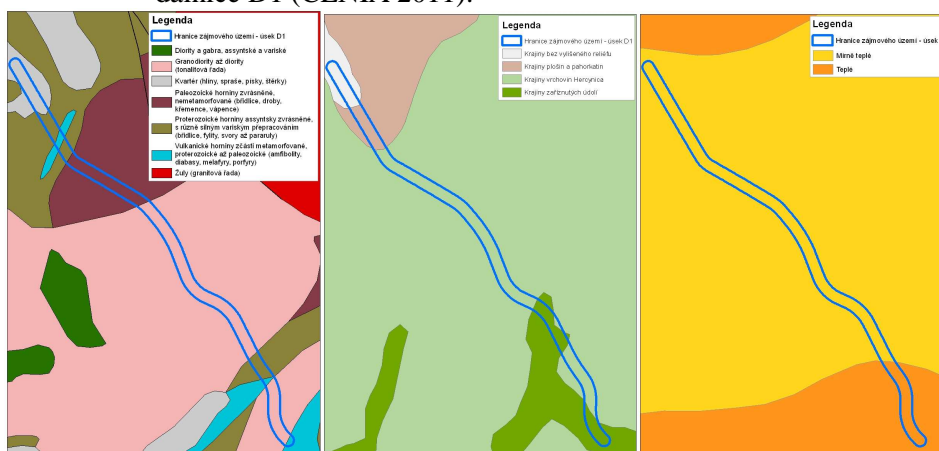 dálnice D1 (CENIA 2011).
Legenda
Hranice zájmového území - úsek D1
Diority a gabra, assyntské a variské
Granodiority až diority
(tonalitová řada)
Kvartér (hlíny, spraše, písky, štěrky)
Paleozoické horniny zvrásněné,
nemetamorfované (břidlice, droby,
křemence, vápence)
Proterozoické horniny assyntsky zvrásněné,
s různě silným variským přepracováním
(břidlice, fylity, svory až pararuly)
Vulkanické horniny zčásti metamorfované,
proterozoické až paleozoické (amfibolity,
diabasy, melafyry, porfyry)
Žuly (granitová řada)
Legenda
Hranice zájmového území - úsek D1
Krajiny bez vylišeného reliéfu
Krajiny plošin a pahorkatin
Krajiny vrchovin Hercynica
Krajiny zaříznutých údolí
Legenda
Hranice zájmového území - úsek
Mírně teplé
Teplé